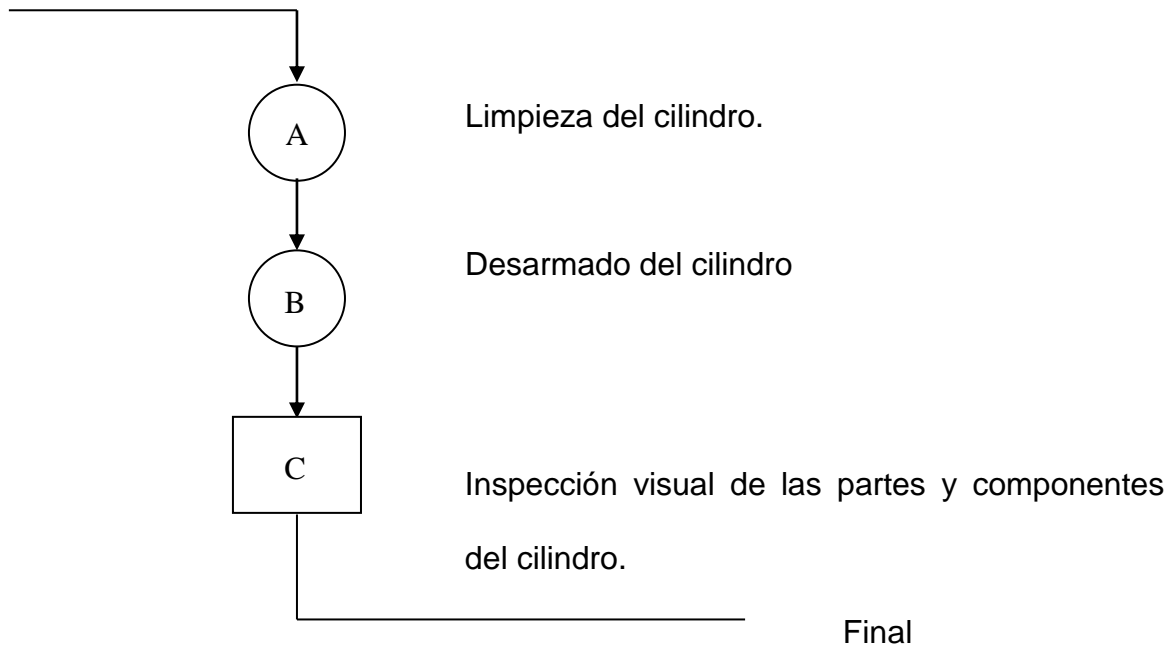 A
Limpieza del cilindro.
Desarmado del cilindro
B
C
Inspección visual de las partes y componentes
del cilindro.
Final